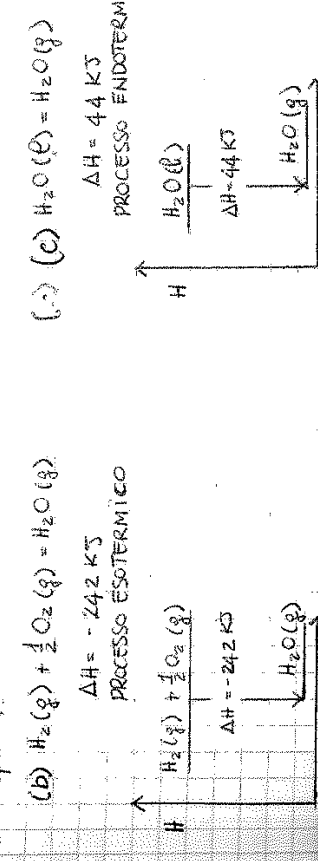 (b) H₂(g) + ½ O₂(g) = H₂O(g)
ΔH = - 242 KJ
PROCESSO ESOTERMICO
H
H₂(g) + ½ O₂(g)
ΔH = -242 KJ
H₂O(g)
(c) H₂O(l) = H₂O(g)
ΔH = 44 KJ
PROCESSO ENDOTERM
H
H₂O(l)
ΔH = 44 KJ
H₂O(g)